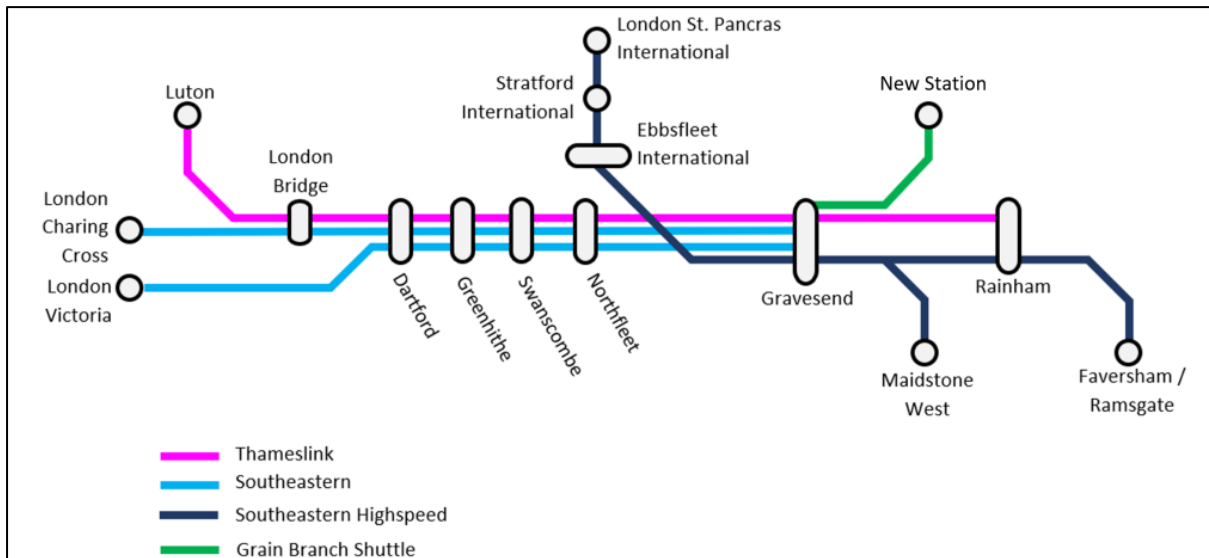 London St. Pancras
International
Luton
Stratford
International
New Station
Ebbsfleet
International
London
Bridge
London
Charing
Cross
London
Victoria
Dartford
Greenhithe
Swanscombe
Northfleet
Gravesend
Rainham
Maidstone
West
Faversham /
Ramsgate
Thameslink
Southeastern
Southeastern Highspeed
Grain Branch Shuttle